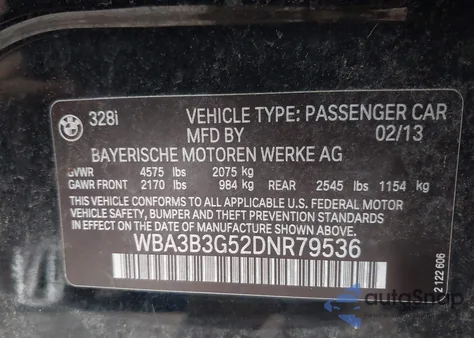 328i VEHICLE TYPE: PASSENGER CAR
MFD BY 02/13
BAYERISCHE MOTOREN WERKE AG
GVWR 4575 lbs 2075 kg
GAWR FRONT 2170 lbs 984 kg REAR 2545 lbs 1154 kg
THIS VEHICLE CONFORMS TO ALL APPLICABLE U.S. FEDERAL MOTOR
VEHICLE SAFETY, BUMPER AND THEFT PREVENTION STANDARDS
IN EFFECT ON THE DATE OF MANUFACTURE SHOWN ABOVE.
WBA3B3G52DNR79536
2 122 606
autoSnap